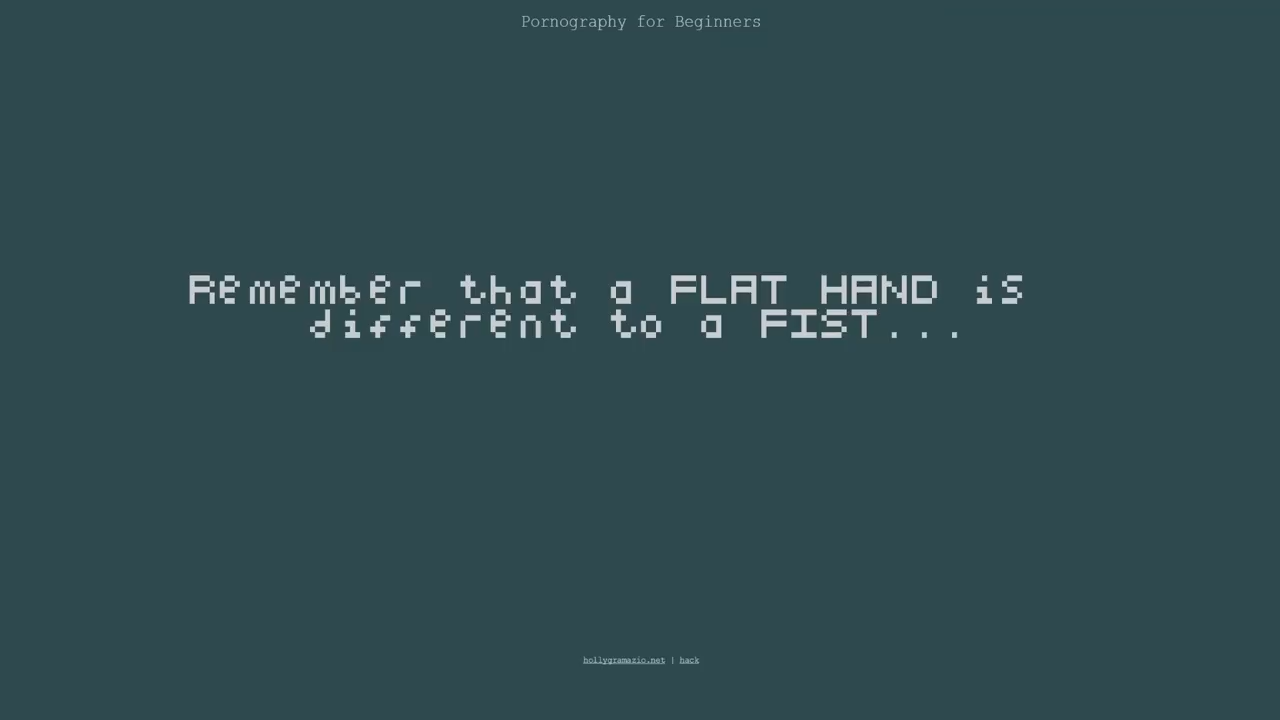 Pornography for Beginners
Remember that a FLAT HAND is
different to a FIST...
hollygramazio.net | hack